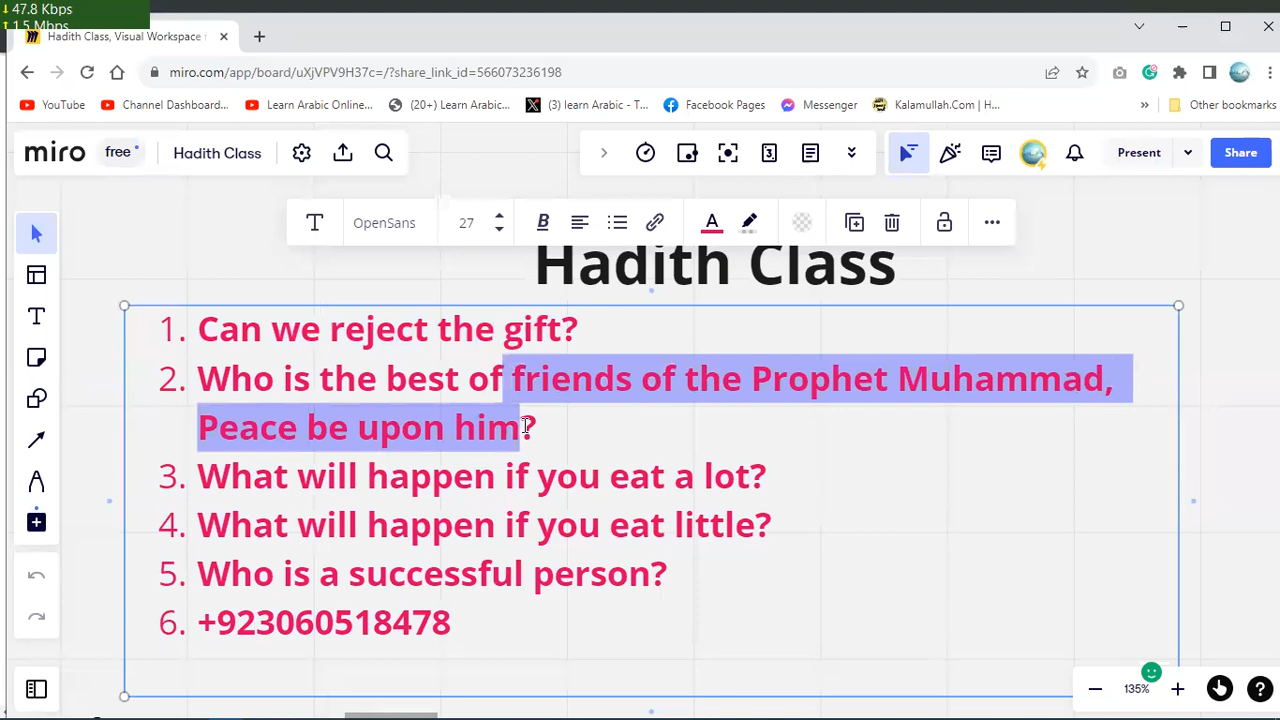 47.8 Kbps
1.5 Mbps
Hadith Class, Visual Workspace
miro.com/app/board/uXjVPV9H37c=/?share_link_id=566073236198
YouTube
Channel Dashboard...
Learn Arabic Online...
(20+) Learn Arabic...
(3) learn Arabic - T...
Facebook Pages
Messenger
Kalamullah.Com | H...
»
Other bookmarks
miro
free
Hadith Class
3
Present
Share
OpenSans
27
B
A
Hadith Class
1. Can we reject the gift?
2. Who is the best of friends of the Prophet Muhammad,
Peace be upon him?
3. What will happen if you eat a lot?
4. What will happen if you eat little?
5. Who is a successful person?
6. +923060518478
135%